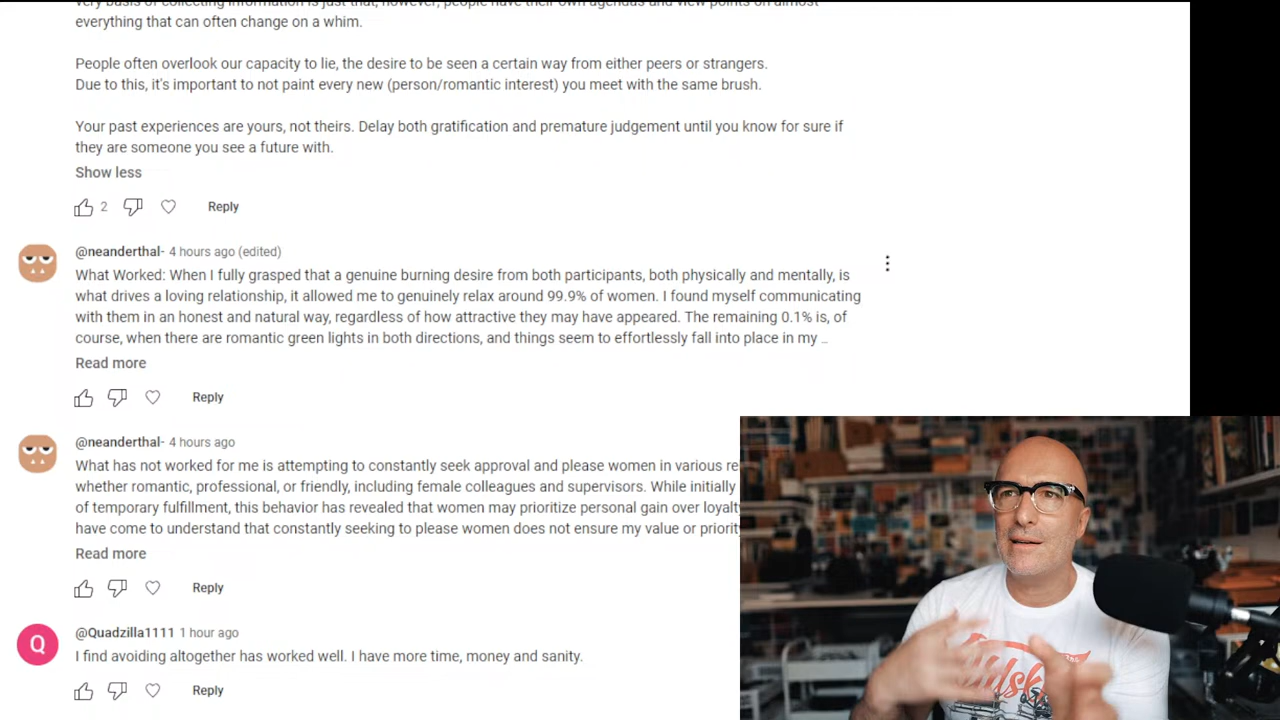 everything that can often change on a whim.
People often overlook our capacity to lie, the desire to be seen a certain way from either peers or strangers.
Due to this, it's important to not paint every new (person/romantic interest) you meet with the same brush.
Your past experiences are yours, not theirs. Delay both gratification and premature judgement until you know for sure if
they are someone you see a future with.
Show less
2 Reply
@neanderthal- 4 hours ago (edited)
What Worked: When I fully grasped that a genuine burning desire from both participants, both physically and mentally, is
what drives a loving relationship, it allowed me to genuinely relax around 99.9% of women. I found myself communicating
with them in an honest and natural way, regardless of how attractive they may have appeared. The remaining 0.1% is, of
course, when there are romantic green lights in both directions, and things seem to effortlessly fall into place in my ...
Read more
Reply
@neanderthal- 4 hours ago
What has not worked for me is attempting to constantly seek approval and please women in various re
whether romantic, professional, or friendly, including female colleagues and supervisors. While initially
of temporary fulfillment, this behavior has revealed that women may prioritize personal gain over loyalty
have come to understand that constantly seeking to please women does not ensure my value or priority
Read more
Reply
Q
@Quadzilla1111 1 hour ago
I find avoiding altogether has worked well. I have more time, money and sanity.
Reply